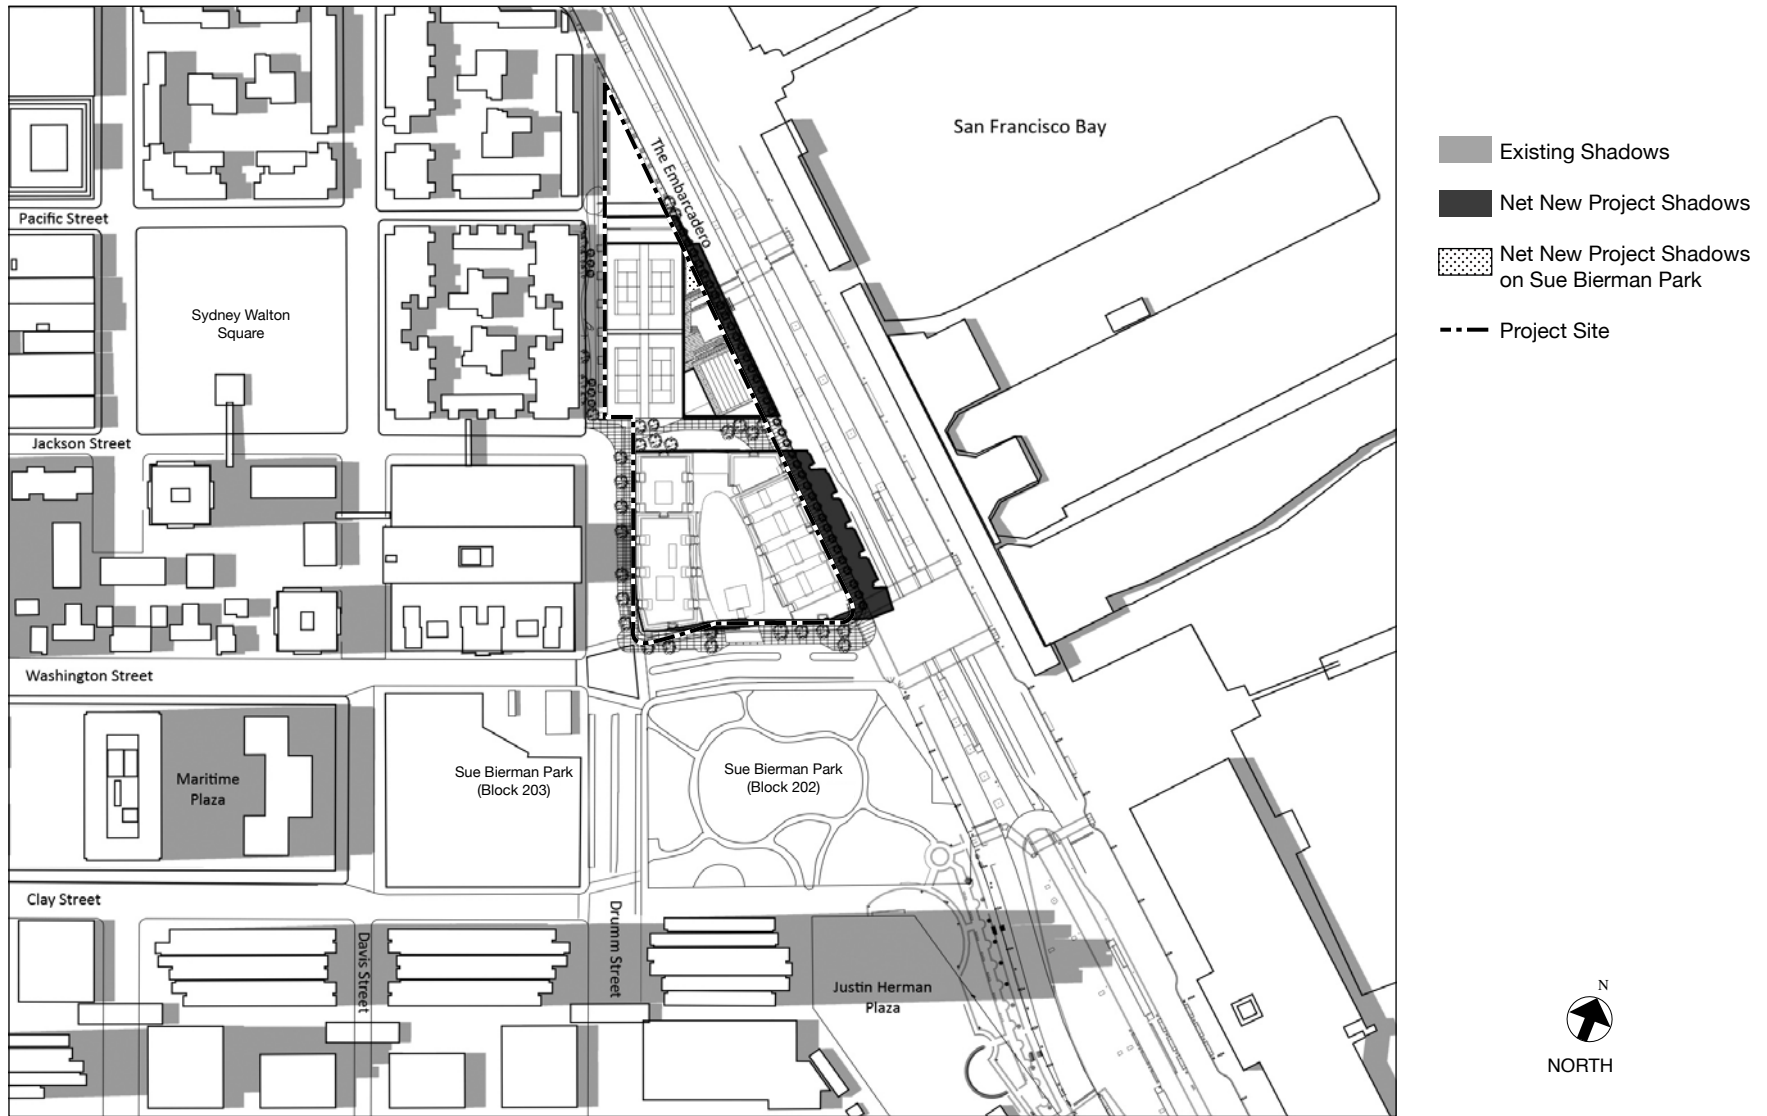 San Francisco Bay
The Embarcadero
Pacific Street
Sydney Walton
Square
Jackson Street
Washington Street
Maritime
Plaza
Sue Bierman Park
(Block 203)
Sue Bierman Park
(Block 202)
Clay Street
Davis Street
Drumm Street
Justin Herman
Plaza
Existing Shadows
Net New Project Shadows
Net New Project Shadows
on Sue Bierman Park
Project Site
N
NORTH